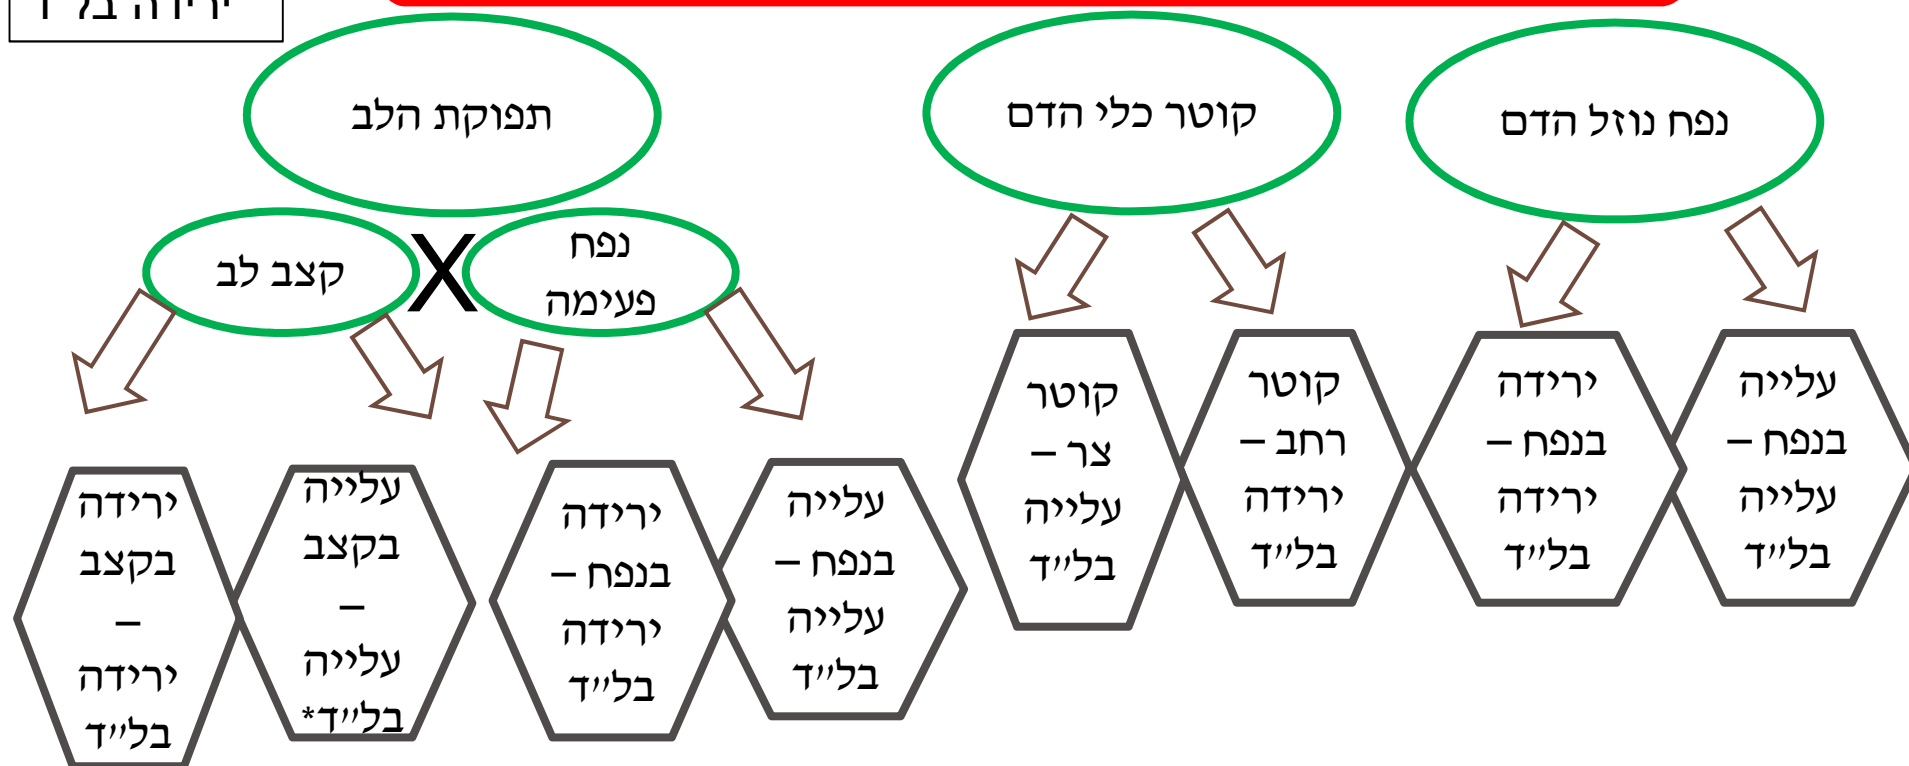 ירידה בל״ד
נפח נוזל הדם
קוטר כלי הדם
תפוקת הלב
נפח
פעימה
X
קצב לב
עלייה
בנפח –
עלייה
בל״ד
ירידה
בנפח –
ירידה
בל״ד
קוטר
רחב –
ירידה
בל״ד
קוטר
צר –
עלייה
בל״ד
עלייה
בנפח –
עלייה
בל״ד
ירידה
בנפח –
ירידה
בל״ד
עלייה
בקצב
–
עלייה
בל״ד*
ירידה
בקצב
–
ירידה
בל״ד